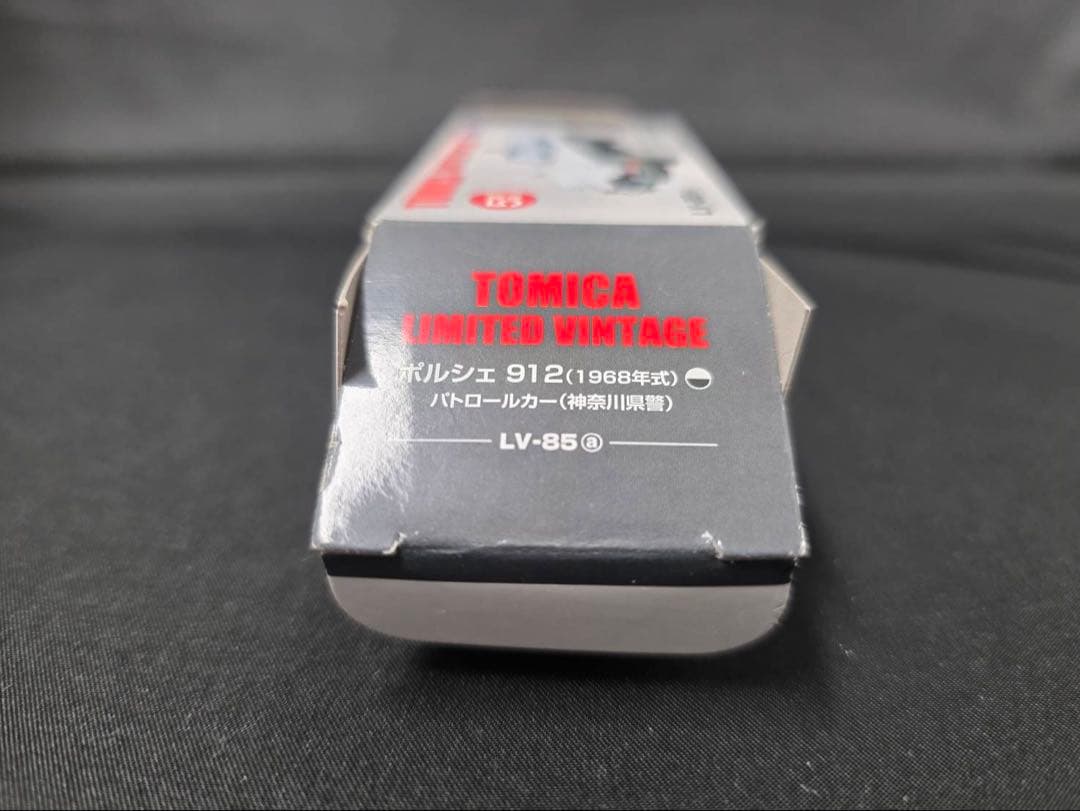 TOMICA
LIMITED VINTAGE
ポルシェ 912(1968年式)
パトロールカー(神奈川県警)
LV-85ⓐ